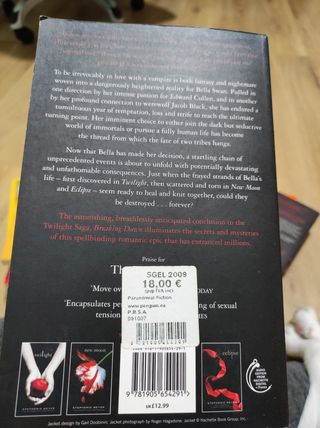 To be irrevocably in love with a vampire is both fantasy and nightmare
woven into a dangerously heightened reality for Bella Swan. Pulled in
one direction by her intense passion for Edward Cullen, and in another
by her profound connection to werewolf Jacob Black, she has endured a
tumultuous year of temptation, loss and strife to reach the ultimate
turning point. Her imminent choice to either join the dark but seductive
world of immortals or pursue a fully human life has become
the thread from which the fate of two tribes hangs.
Now that Bella has made her decision, a startling chain of
unprecedented events is about to unfold with potentially devastating
and unfathomable consequences. Just when the frayed strands of Bella's
life – first discovered in Twilight, then scattered and torn in New Moon
and Eclipse – seem ready to heal and knit together, could they
be destroyed . . . forever?
The astonishing, breathlessly anticipated conclusion to the
Twilight Saga, Breaking Dawn illuminates the secrets and mysteries
of this spellbinding romantic epic that has entranced millions.
Praise for
Th
SGEL 2009
18,00 €
Paranormal Fiction
www.penguin.es
P.R.S.A.
'Move ov
ODAY
'Encapsulates pe
ng of sexual
tension
ES
twilight
new moon
eclipse
STEPHENIE MEYER
STEPHENIE MEYER
STEPHENIE MEYER
9 781905 654291 >
UK £12.99
Jacket design by Gail Doobinin. Jacket photograph by Roger Hagadone. Jacket © Hachette Book Group, Inc.